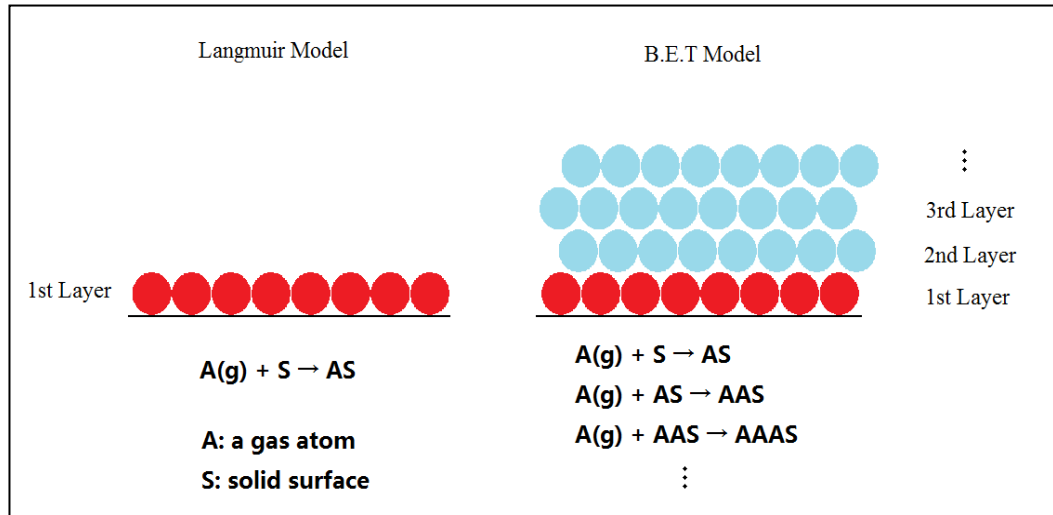 Langmuir Model
1st Layer
A(g) + S → AS
A: a gas atom
S: solid surface
B.E.T Model
⋮
3rd Layer
2nd Layer
1st Layer
A(g) + S → AS
A(g) + AS → AAS
A(g) + AAS → AAAS
⋮